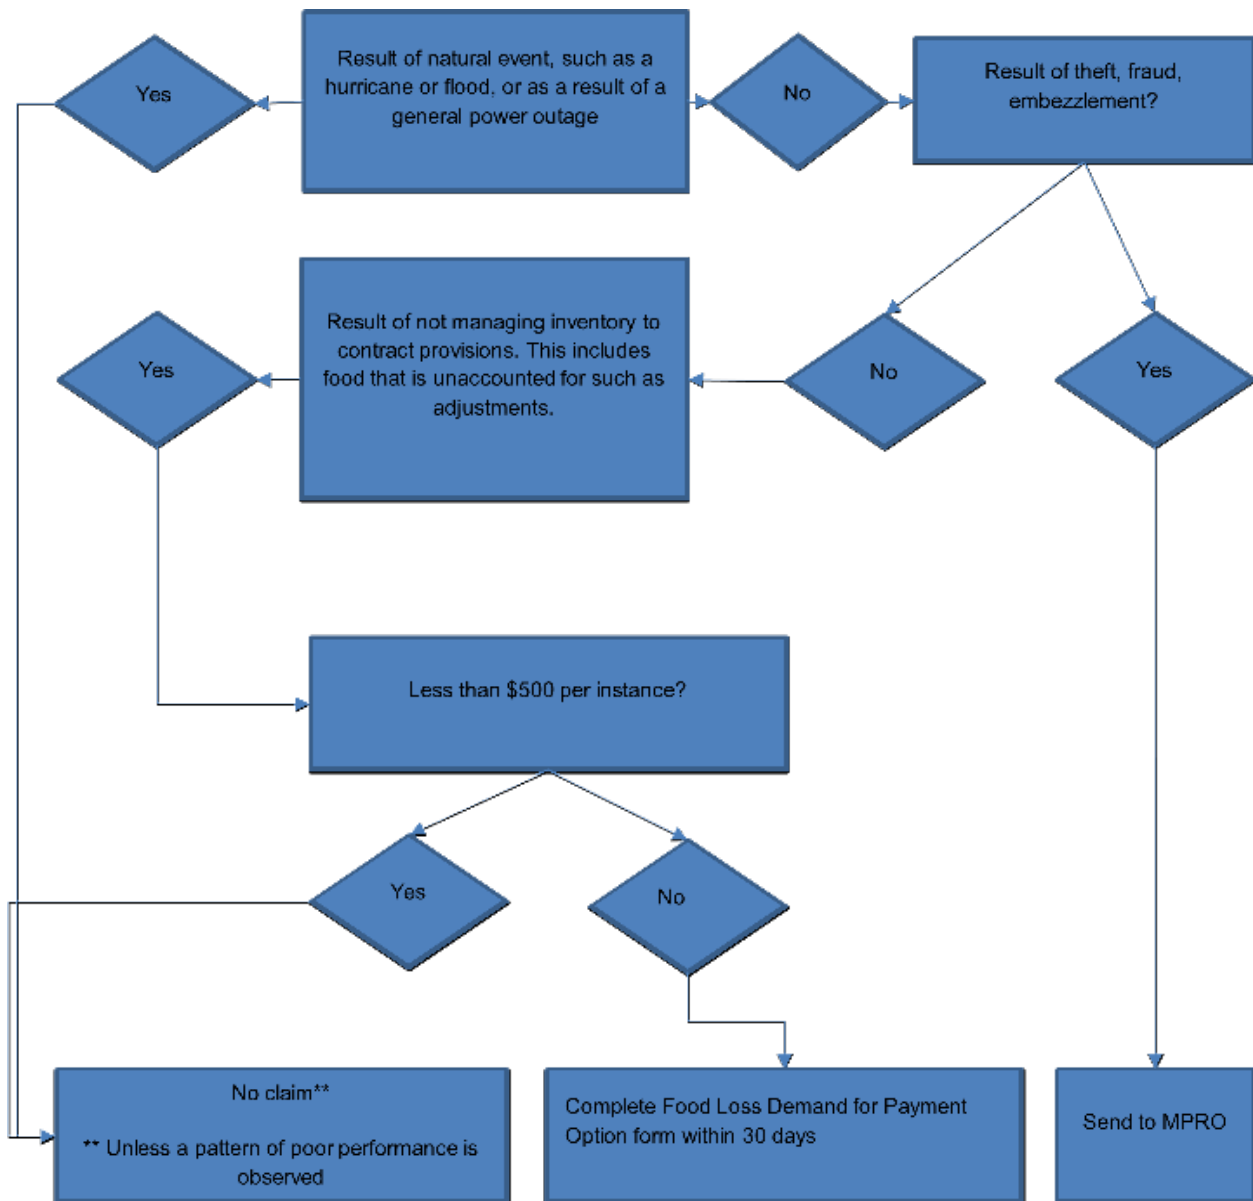 Yes
Result of natural event, such as a
hurricane or flood, or as a result of a
general power outage
No
Result of theft, fraud,
embezzlement?
Yes
Result of not managing inventory to
contract provisions. This includes
food that is unaccounted for such as
adjustments.
No
Yes
Less than $500 per instance?
Yes
No
No claim**
** Unless a pattern of poor performance is
observed
Complete Food Loss Demand for Payment
Option form within 30 days
Send to MPRO